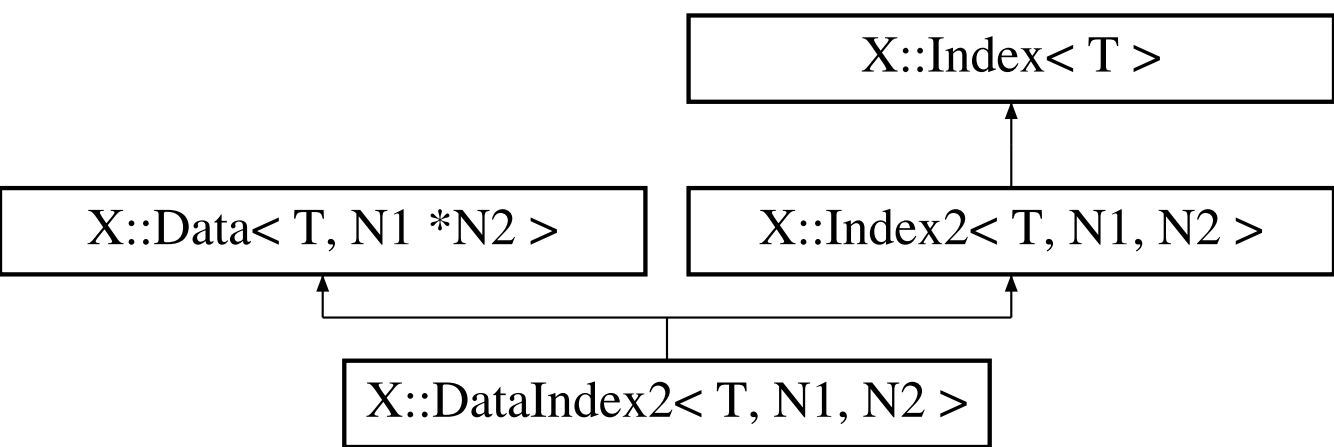 X::Index< T >
X::Data< T, N1 *N2 >
X::Index2< T, N1, N2 >
X::DataIndex2< T, N1, N2 >